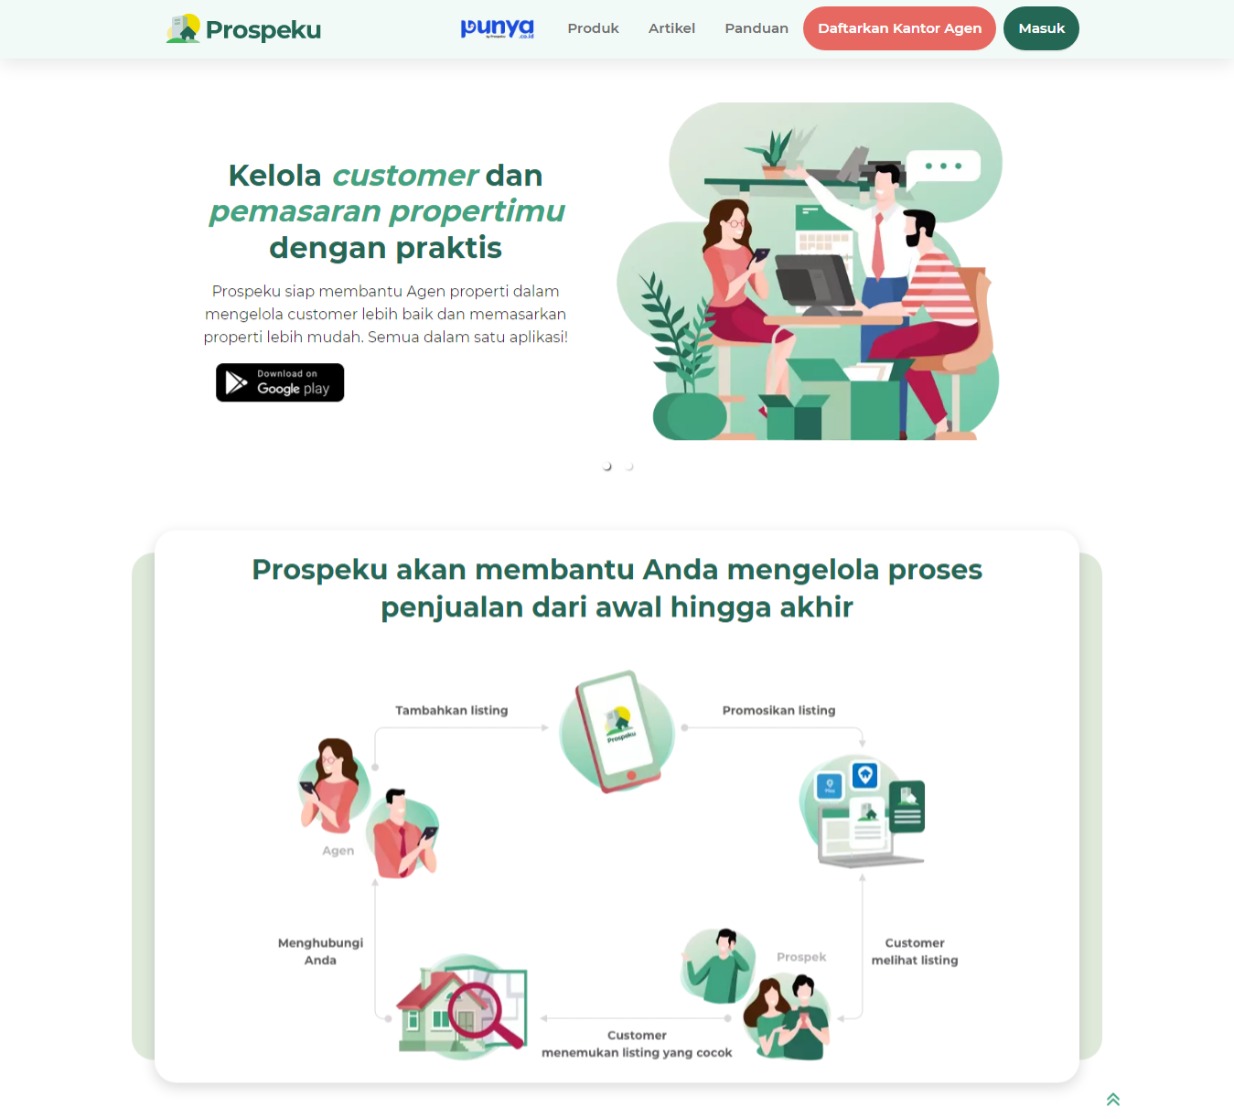 Prospeku
punya
.co.id
Produk
Artikel
Panduan
Daftarkan Kantor Agen
Masuk
Kelola customer dan
pemasaran propertimu
dengan praktis
Prospeku siap membantu Agen properti dalam
mengelola customer lebih baik dan memasarkan
properti lebih mudah. Semua dalam satu aplikasi!
Download on
Google play
Prospeku akan membantu Anda mengelola proses
penjualan dari awal hingga akhir
Tambahkan listing
Promosikan listing
Prospeku
Agen
Menghubungi
Anda
Prospek
Customer
melihat listing
Customer
menemukan listing yang cocok